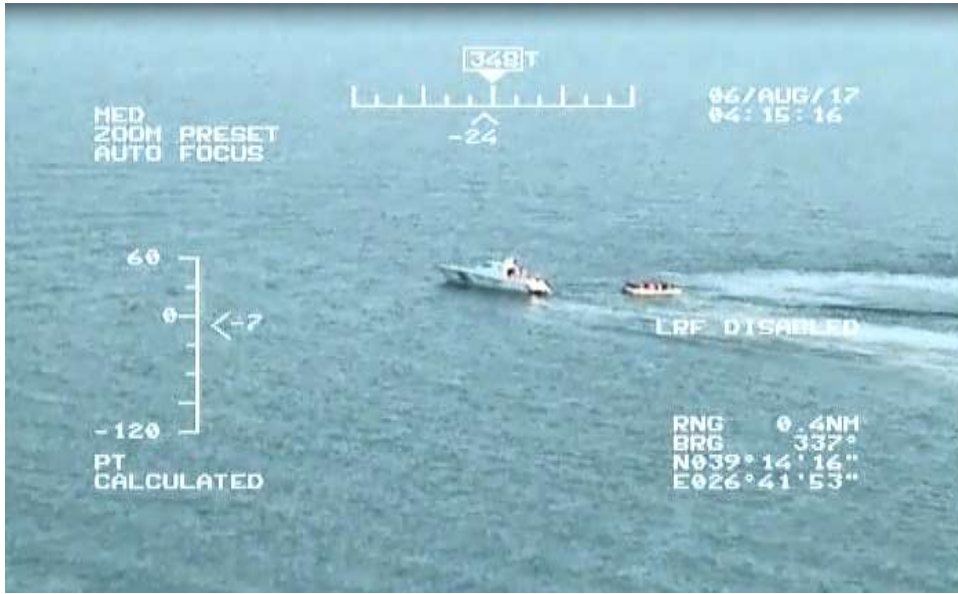 348T
06/AUG/17
04:15:16
MED
ZOOM PRESET
AUTO FOCUS
-24
60
0
-7
LRF DISABLED
-120
PT
CALCULATED
RNG 0.4NM
BRG 337°
N039°14'16"
E026°41'53"